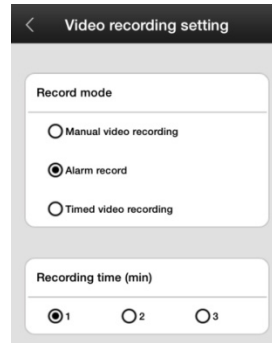 Video recording setting
Record mode
Manual video recording
Alarm record
Timed video recording
Recording time (min)
1 2 3